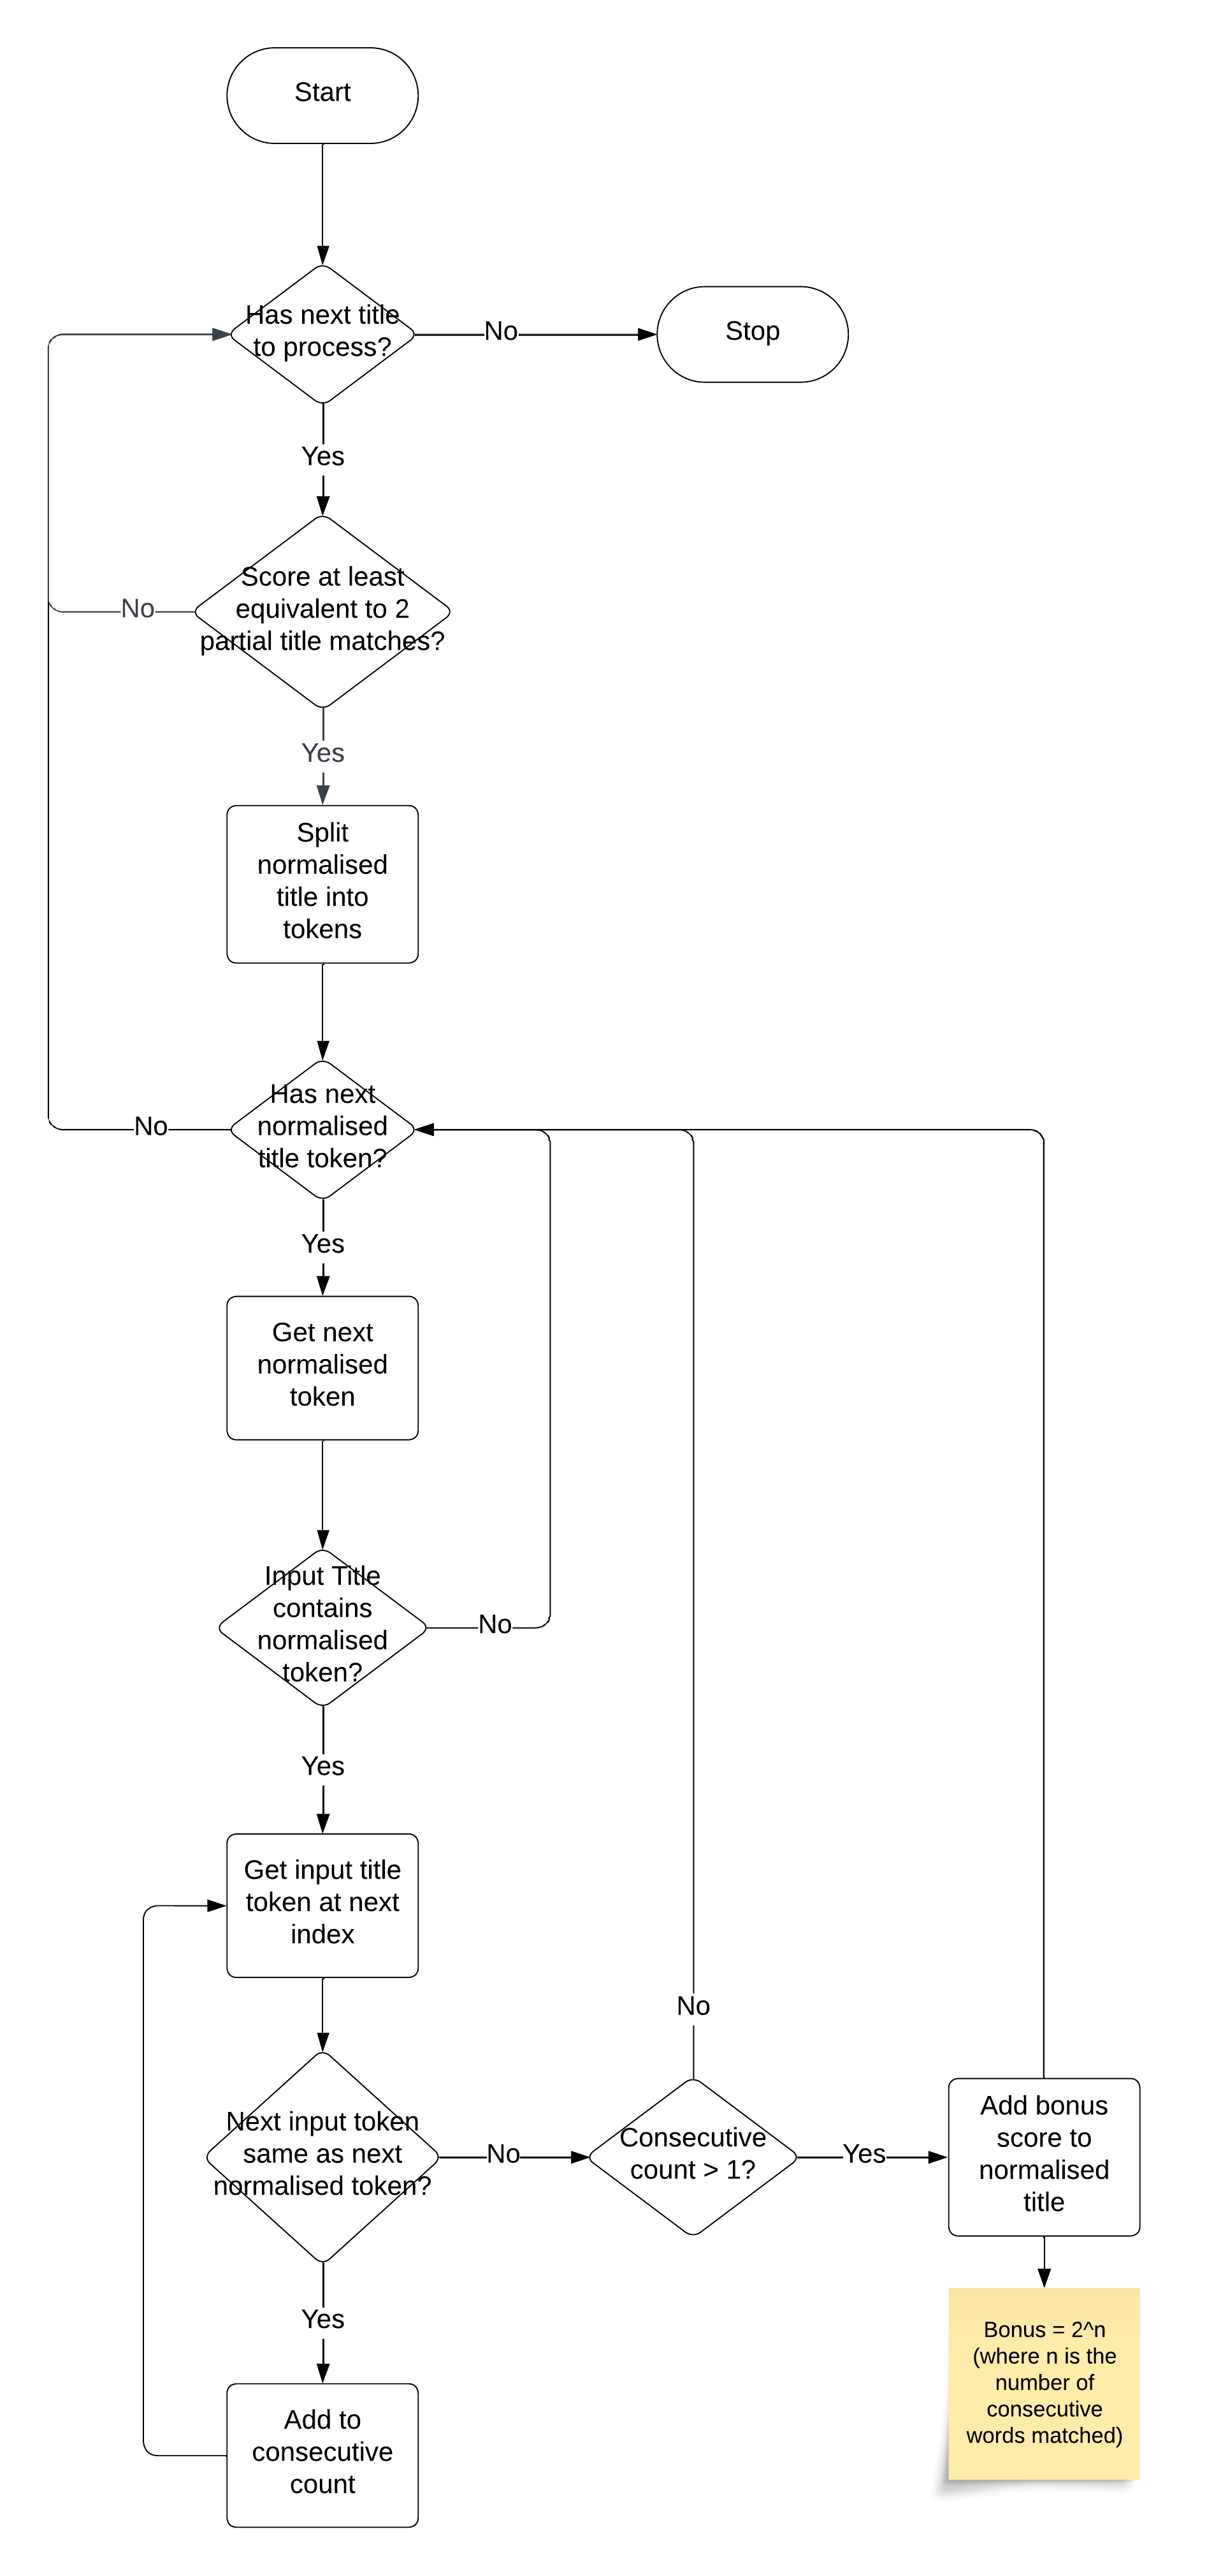 Start
Has next title
to process?
No
Stop
Yes
Score at least
equivalent to 2
partial title matches?
No
Yes
Split
normalised
title into
tokens
Has next
normalised
title token?
No
Yes
Get next
normalised
token
Input Title
contains
normalised
token?
No
Yes
Get input title
token at next
index
No
Next input token
same as next
normalised token?
No
Consecutive
count > 1?
Yes
Add bonus
score to
normalised
title
Yes
Bonus = 2^n
(where n is the
number of
consecutive
words matched)
Add to
consecutive
count